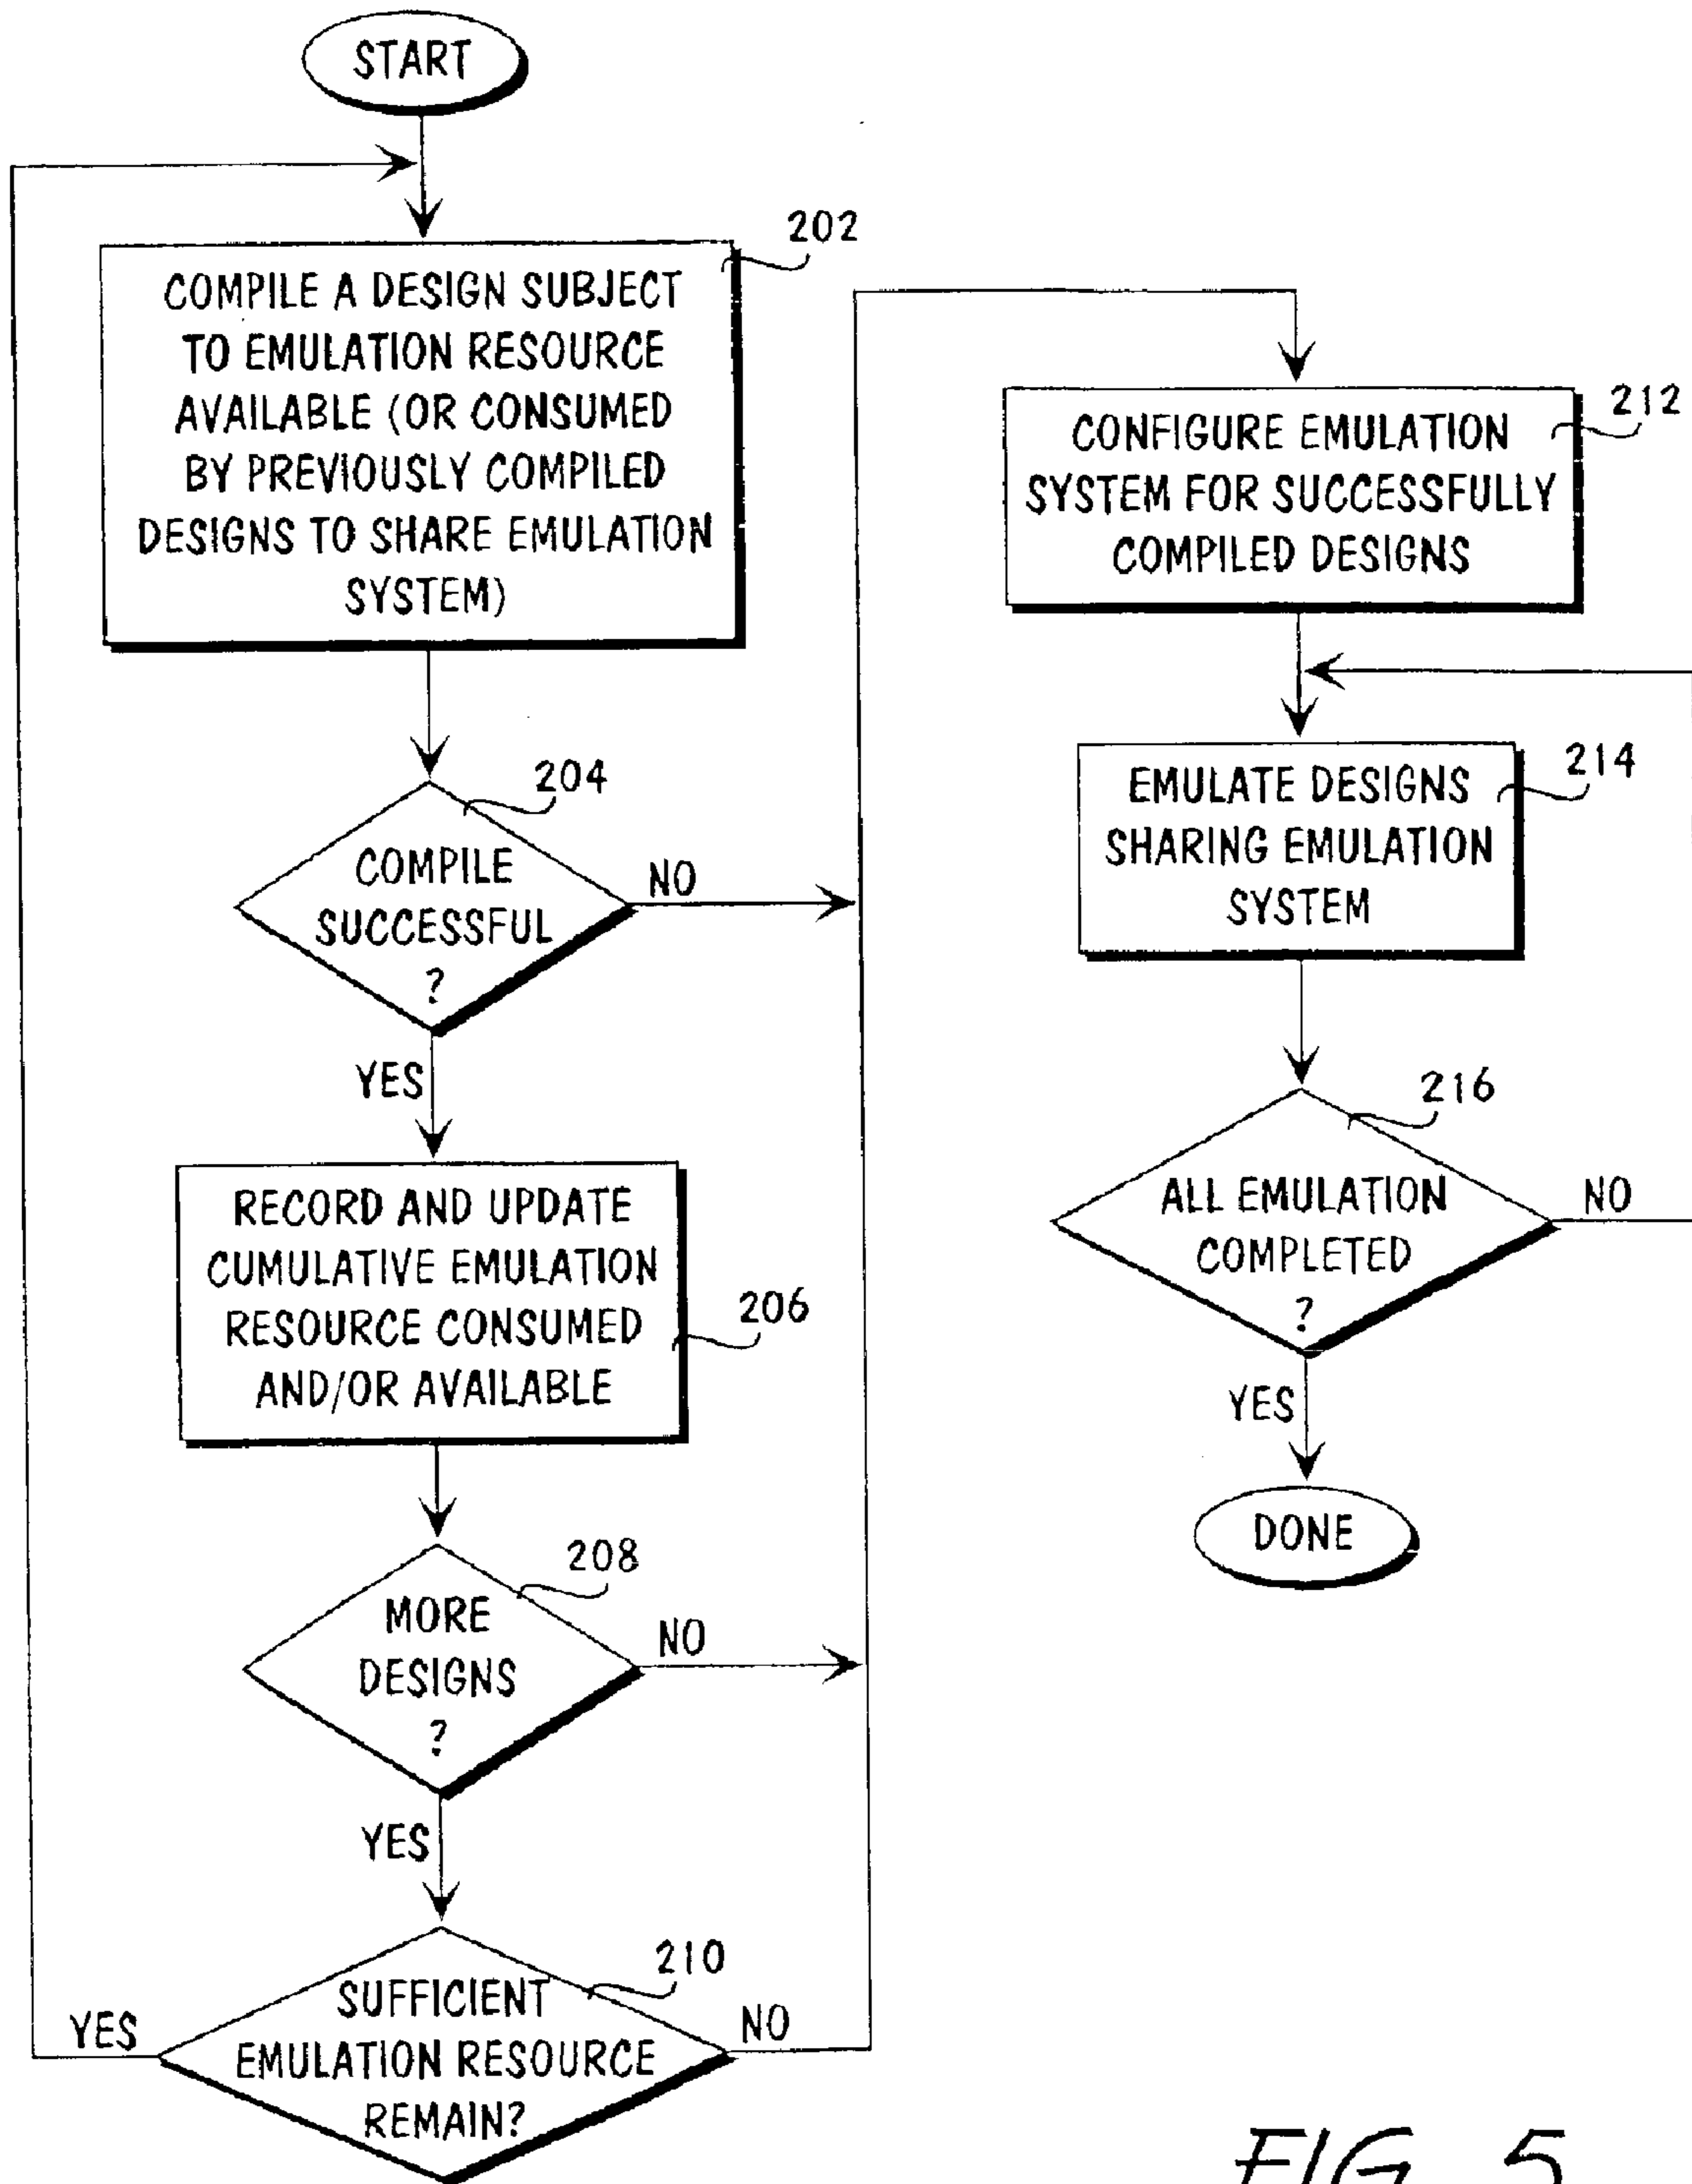 START
202
COMPILE A DESIGN SUBJECT
TO EMULATION RESOURCE
AVAILABLE (OR CONSUMED
BY PREVIOUSLY COMPILED
DESIGNS TO SHARE EMULATION
SYSTEM)
204
COMPILE
SUCCESSFUL
?
NO
YES
RECORD AND UPDATE
CUMULATIVE EMULATION
RESOURCE CONSUMED
AND/OR AVAILABLE
206
208
MORE
DESIGNS
?
NO
YES
210
SUFFICIENT
EMULATION RESOURCE
REMAIN?
YES
NO
212
CONFIGURE EMULATION
SYSTEM FOR SUCCESSFULLY
COMPILED DESIGNS
214
EMULATE DESIGNS
SHARING EMULATION
SYSTEM
216
ALL EMULATION
COMPLETED
?
NO
YES
DONE
FIG 5